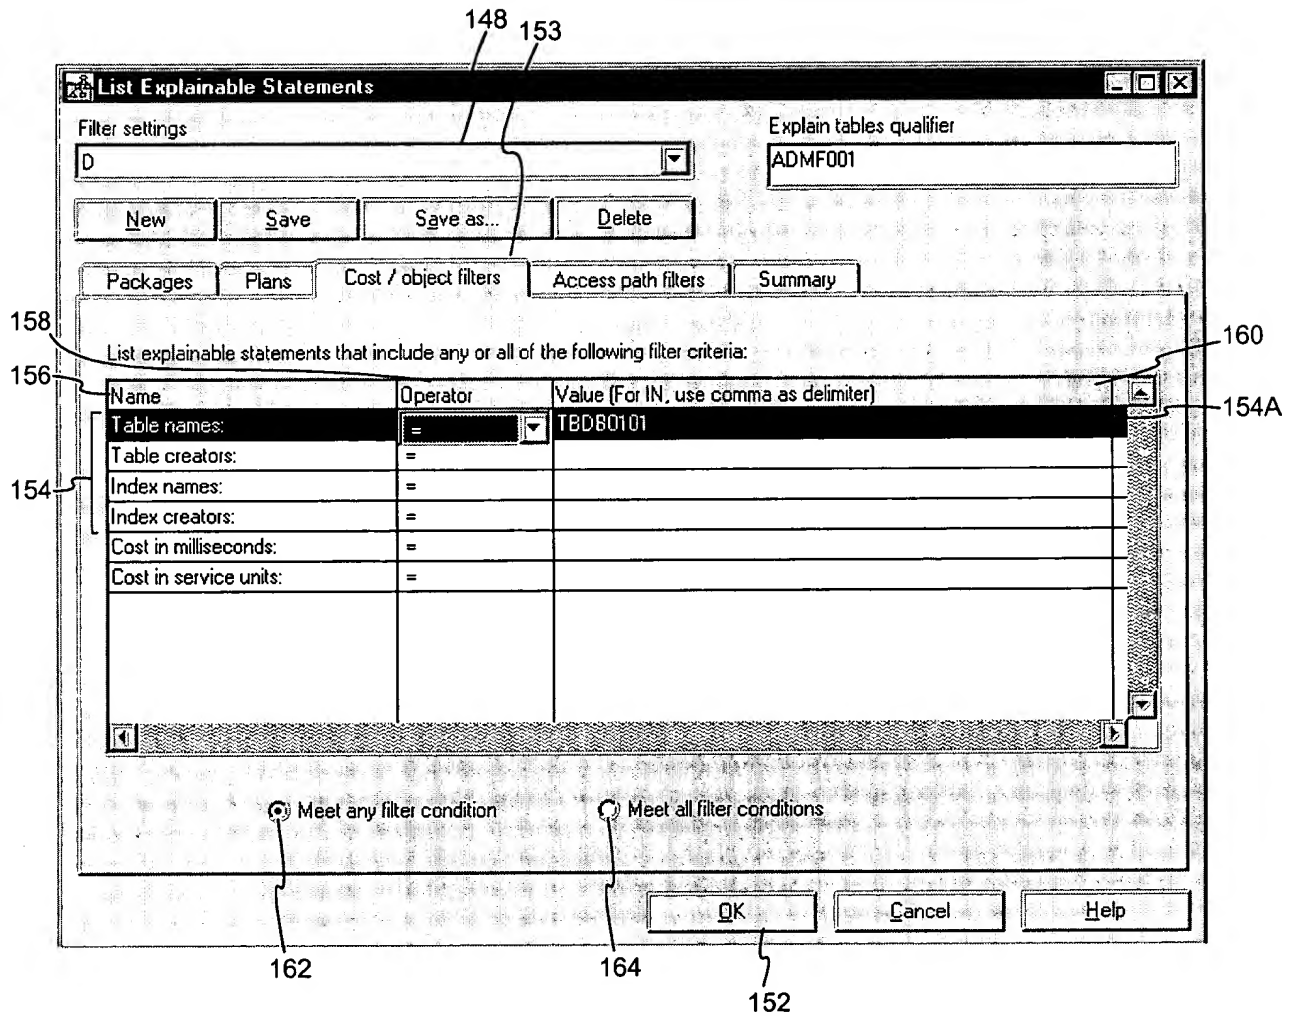 148 153
List Explainable Statements
Filter settings
Explain tables qualifier
D
ADMF001
New Save Save as... Delete
Packages Plans Cost / object filters Access path filters Summary
158
160
List explainable statements that include any or all of the following filter criteria:
156
Name Operator Value (For IN, use comma as delimiter)
154A
Table names: = TBDB0101
Table creators: =
154
Index names: =
Index creators: =
Cost in milliseconds: =
Cost in service units: =
Meet any filter condition Meet all filter conditions
OK Cancel Help
162 164
152